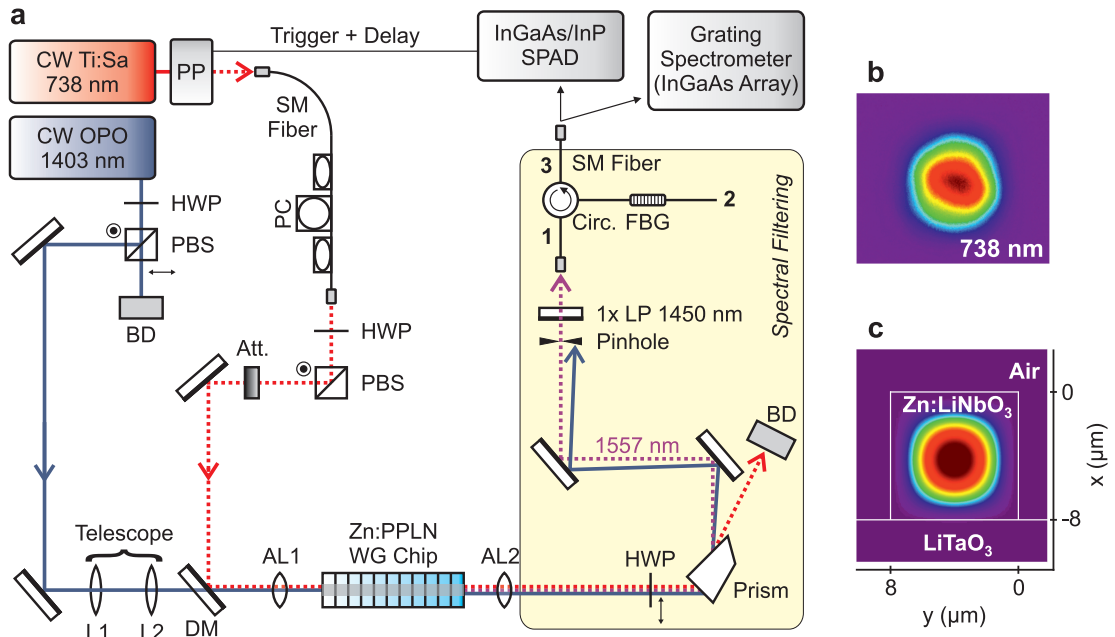 a
CW Ti:Sa
738 nm
PP
Trigger + Delay
InGaAs/InP
SPAD
Grating
Spectrometer
(InGaAs Array)
CW OPO
1403 nm
SM
Fiber
HWP
PBS
BD
PC
HWP
PBS
Att.
3
SM Fiber
Circ.
FBG
2
1
Spectral Filtering
1x LP 1450 nm
Pinhole
1557 nm
BD
Telescope
L1
L2
DM
AL1
Zn:PPLN
WG Chip
AL2
HWP
Prism
b
738 nm
c
Air
Zn:LiNbO3
LiTaO3
0
-8
x (µm)
8
0
y (µm)